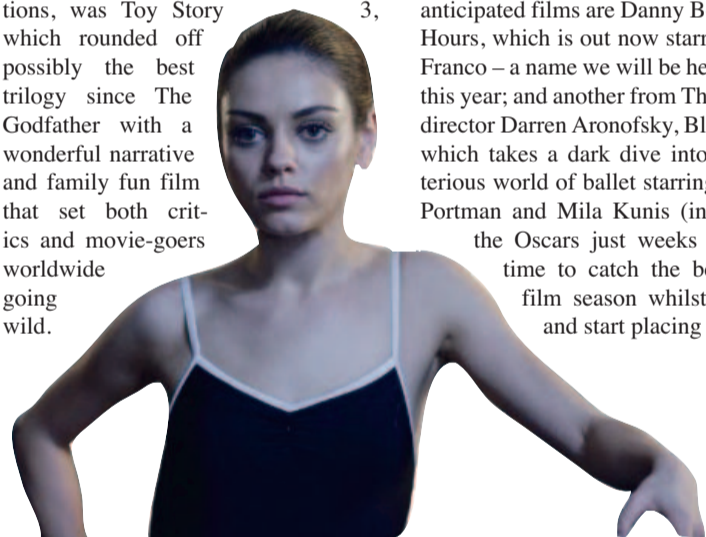 tions, was Toy Story 3,
which rounded off
possibly the best
trilogy since The
Godfather with a
wonderful narrative
and family fun film
that set both crit-
ics and movie-goers
worldwide
going
wild.
anticipated films are Danny B
Hours, which is out now starr
Franco – a name we will be he
this year; and another from Th
director Darren Aronofsky, Bl
which takes a dark dive into
terious world of ballet starring
Portman and Mila Kunis (in
the Oscars just weeks
time to catch the be
film season whilst
and start placing